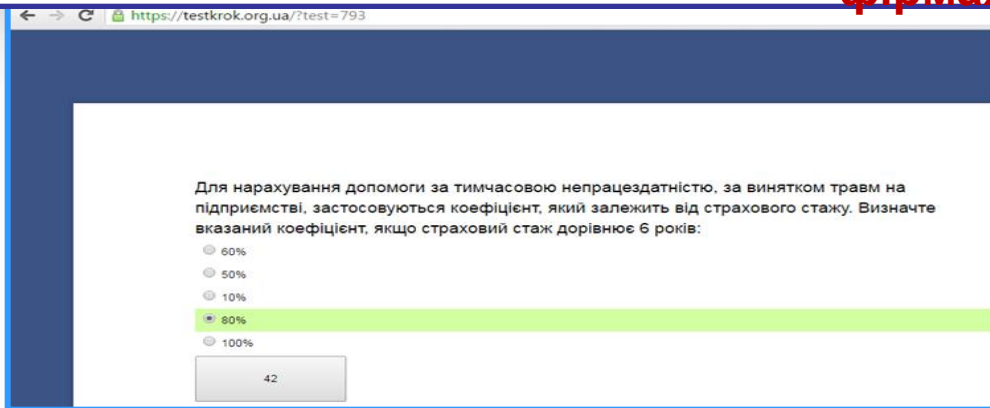 https://testkrok.org.ua/?test=793
Для нарахування допомоги за тимчасовою непрацездатністю, за винятком травм на
підприємстві, застосовуються коефіцієнт, який залежить від страхового стажу. Визначте
вказаний коефіцієнт, якщо страховий стаж дорівнює 6 років:
60%
50%
10%
80%
100%
42